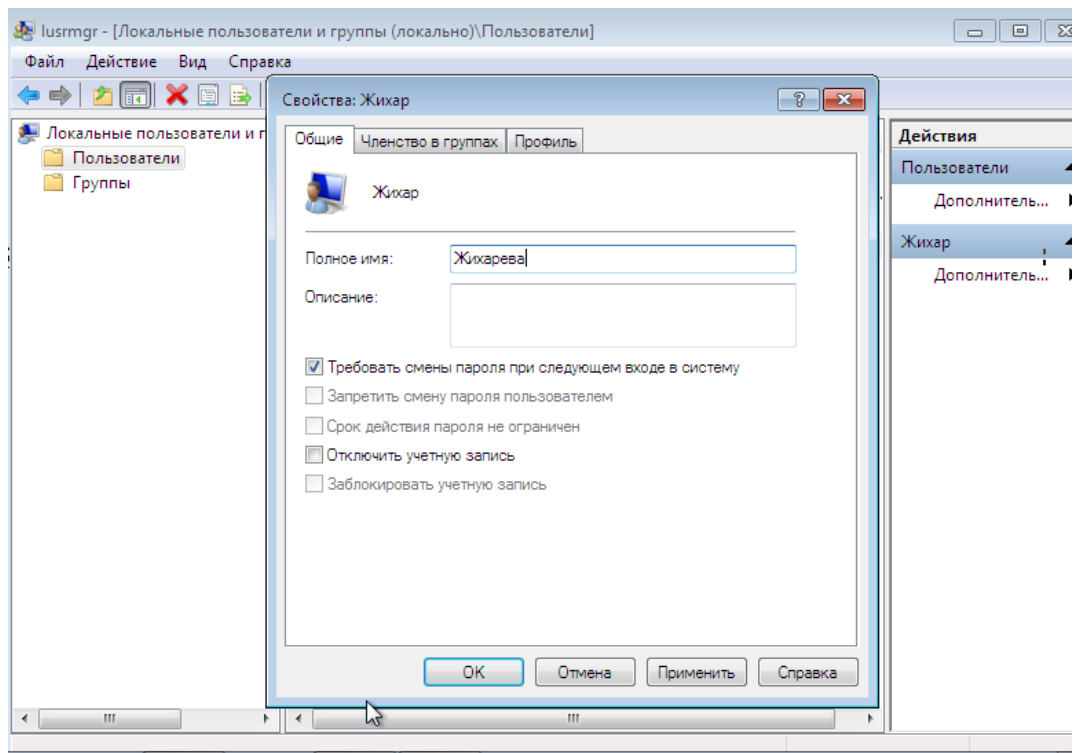 lusrmgr - [Локальные пользователи и группы (локально)\Пользователи]
Файл Действие Вид Справка
Локальные пользователи и г
Пользователи
Группы
Свойства: Жихар
Общие Членство в группах Профиль
Жихар
Полное имя: Жихарева
Описание:
Требовать смены пароля при следующем входе в систему
Запретить смену пароля пользователем
Срок действия пароля не ограничен
Отключить учетную запись
Заблокировать учетную запись
OK Отмена Применить Справка
Действия
Пользователи
Дополнитель...
Жихар
Дополнитель...